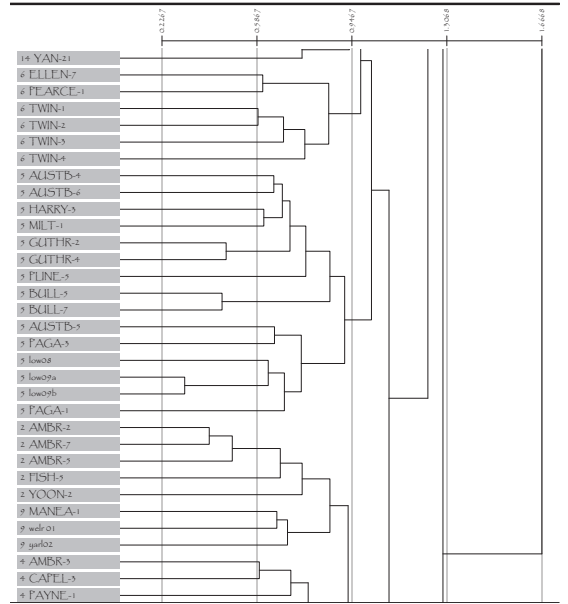 0.2267
0.5867
0.9467
1.3068
1.6668
14 YAN-21
6 ELLEN-7
6 PEARCE-1
6 TWIN-1
6 TWIN-2
6 TWIN-3
6 TWIN-4
5 AUSTB-4
5 AUSTB-6
5 HARRY-3
5 MILT-1
5 GUTHR-2
5 GUTHR-4
5 PUNE-5
5 BULL-5
5 BULL-7
5 AUSTB-5
5 PAGA-3
5 low08
5 low09a
5 low09b
5 PAGA-1
2 AMBR-2
2 AMBR-7
2 AMBR-5
2 FISH-5
2 YOON-2
9 MANEA-1
9 welr01
9 yarl02
4 AMBR-3
4 CAPEL-3
4 PAYNE-1